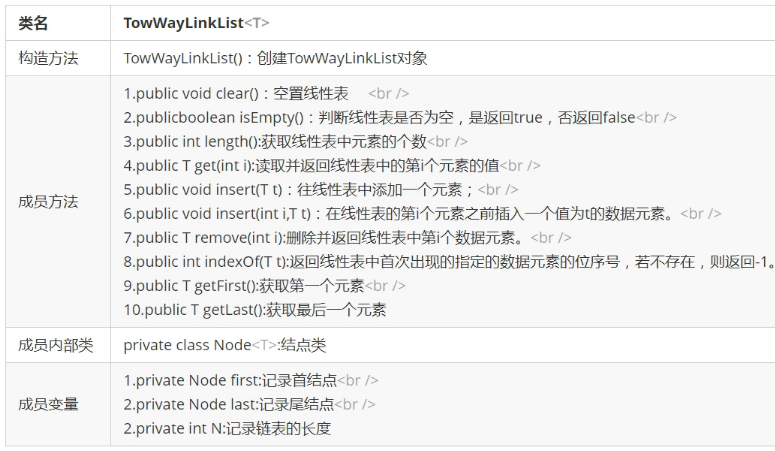 类名 TowWayLinkList<T>
构造方法 TowWayLinkList()：创建TowWayLinkList对象
1.public void clear()：空置线性表 <br />
2.publicboolean isEmpty()：判断线性表是否为空，是返回true，否返回false<br />
3.public int length():获取线性表中元素的个数<br />
4.public T get(int i):读取并返回线性表中的第i个元素的值<br />
5.public void insert(T t)：往线性表中添加一个元素；<br />
成员方法 6.public void insert(int i,T t)：在线性表的第i个元素之前插入一个值为t的数据元素。<br />
7.public T remove(int i):删除并返回线性表中第i个数据元素。<br />
8.public int indexOf(T t):返回线性表中首次出现的指定的数据元素的位序号，若不存在，则返回-1。
9.public T getFirst():获取第一个元素<br />
10.public T getLast():获取最后一个元素
成员内部类 private class Node<T>:结点类
1.private Node first:记录首结点<br />
成员变量 2.private Node last:记录尾结点<br />
2.private int N:记录链表的长度